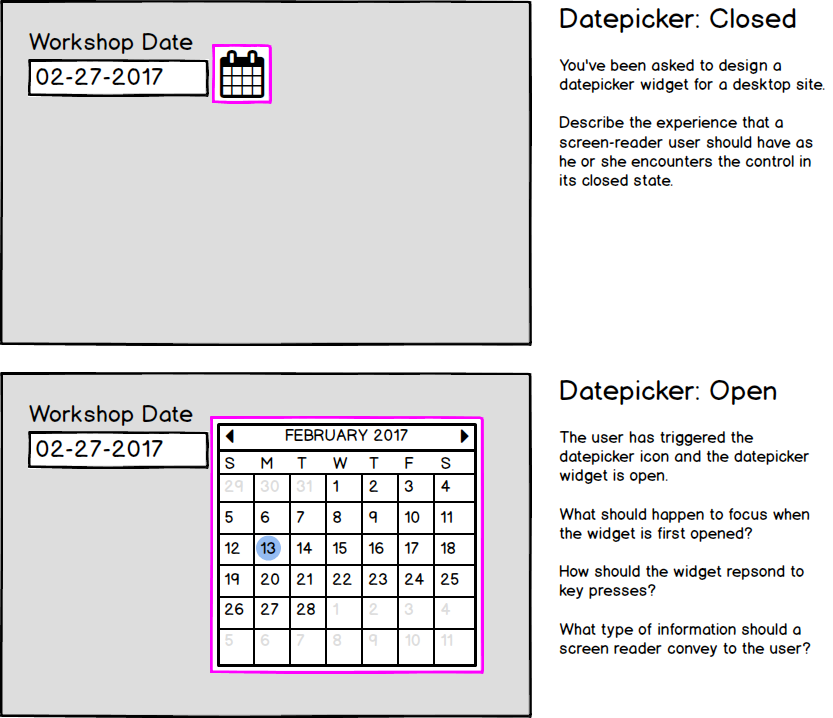 Workshop Date
02-27-2017
Datepicker: Closed
You've been asked to design a
datepicker widget for a desktop site.
Describe the experience that a
screen-reader user should have as
he or she encounters the control in
its closed state.
Workshop Date
02-27-2017
FEBRUARY 2017
S M T W T F S
29 30 31 1 2 3 4
5 6 7 8 9 10 11
12 13 14 15 16 17 18
19 20 21 22 23 24 25
26 27 28 1 2 3 4
5 6 7 8 9 10 11
Datepicker: Open
The user has triggered the
datepicker icon and the datepicker
widget is open.
What should happen to focus when
the widget is first opened?
How should the widget repsond to
key presses?
What type of information should a
screen reader convey to the user?